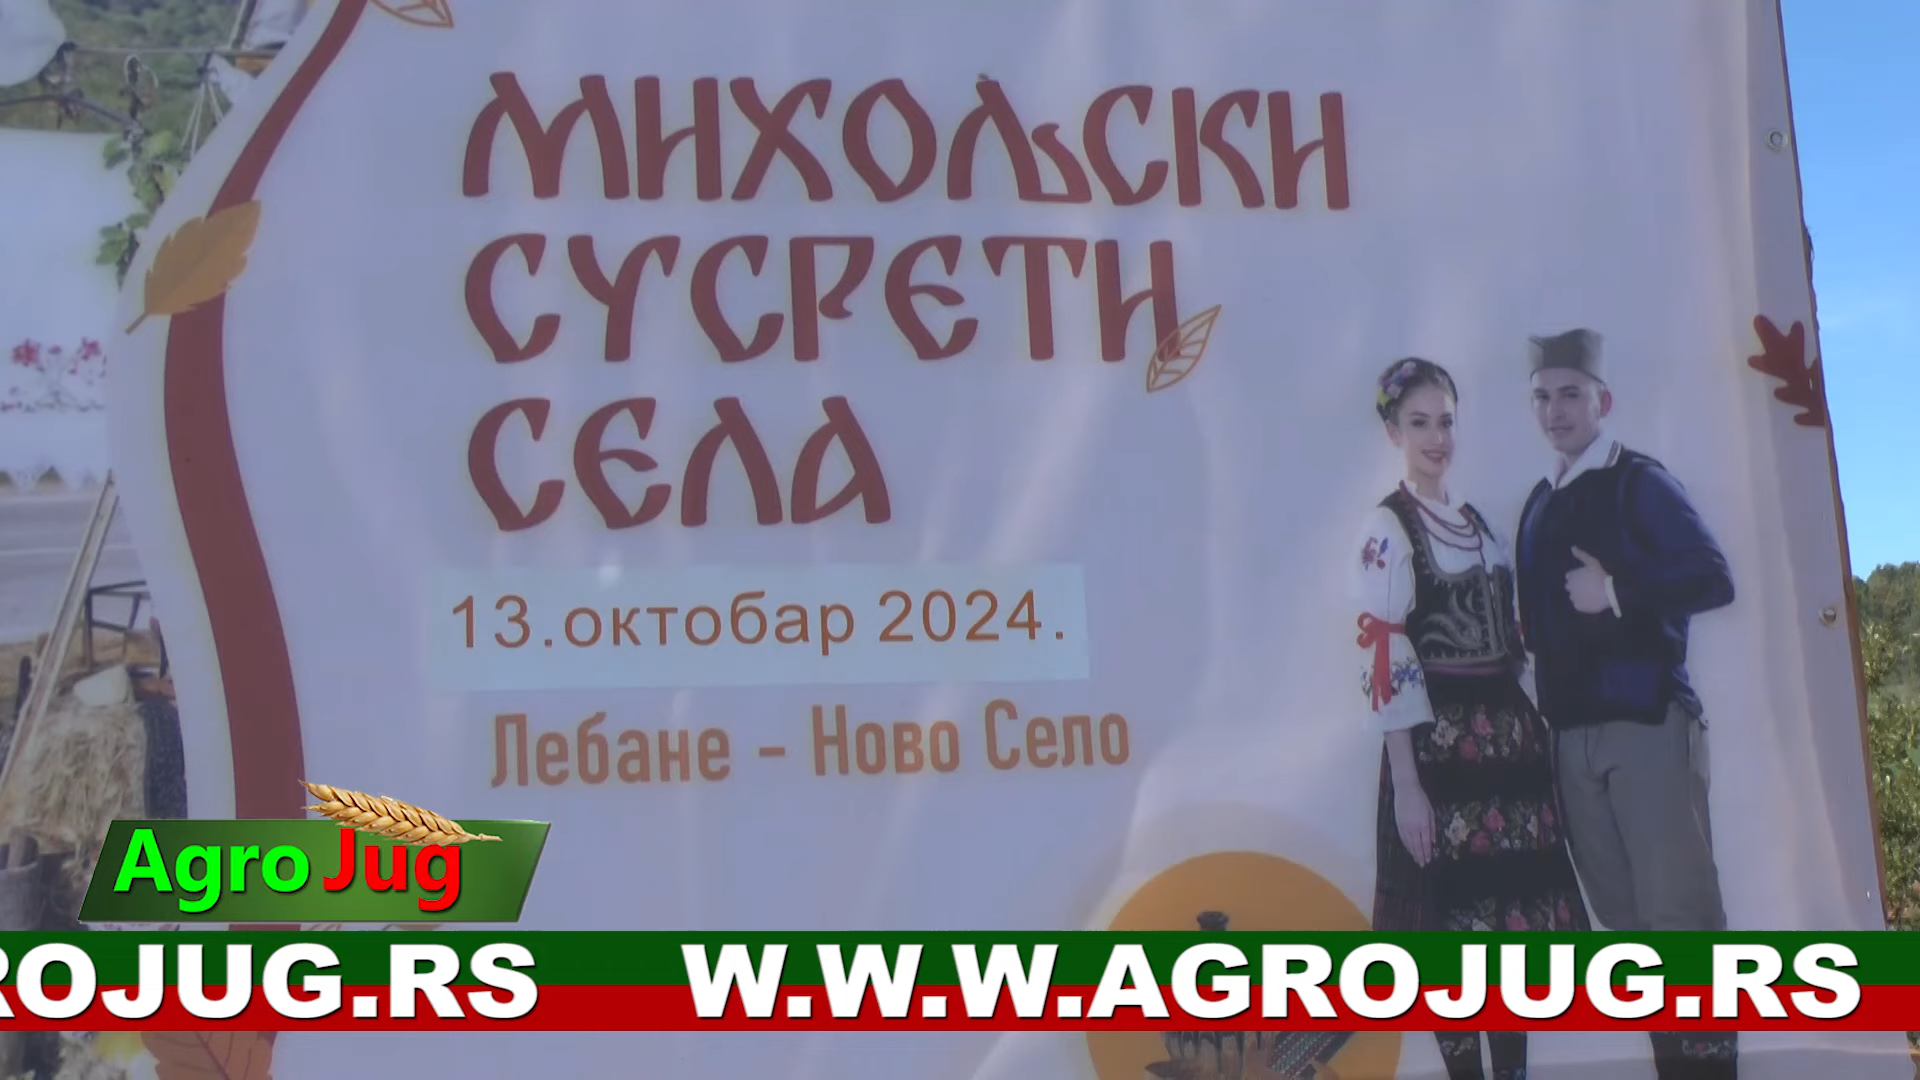 МИХОЉСКИ
СУСРЕТИ
СЕЛА
13.октобар 2024.
Лебане - Ново Село
Agro Jug
ROJUG.RS W.W.W.AGROJUG.RS